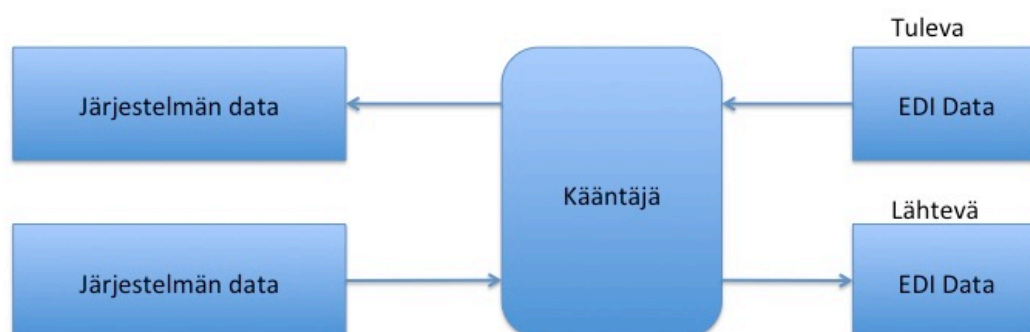 Tuleva
Järjestelmän data
EDI Data
Kääntäjä
Lähtevä
Järjestelmän data
EDI Data